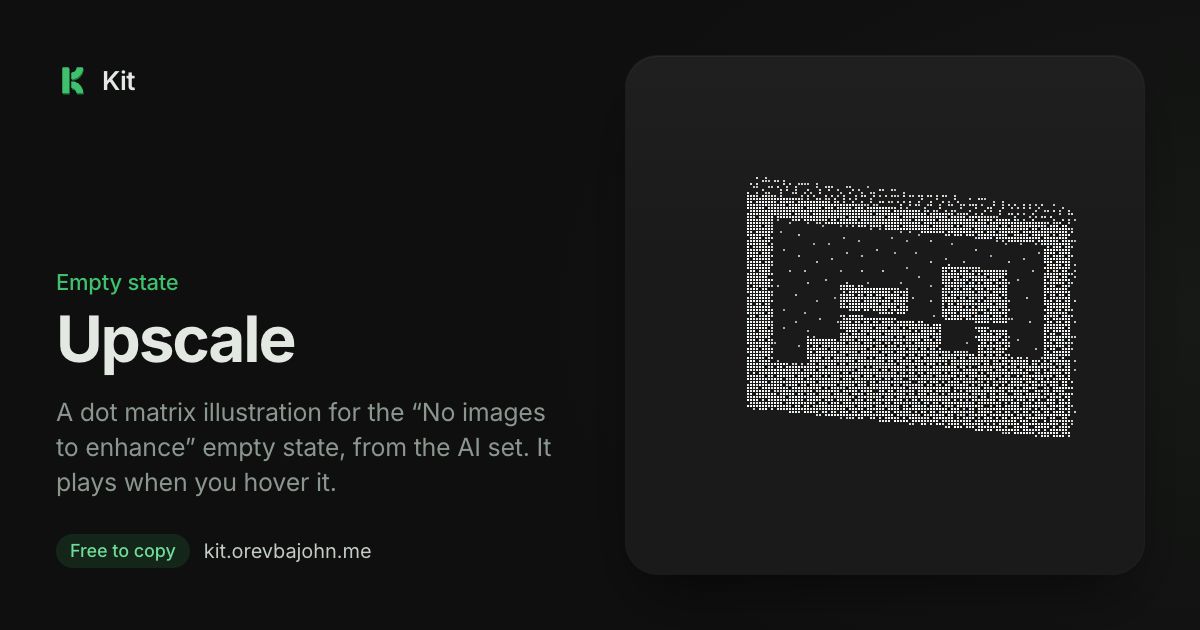 Kit
Empty state
Upscale
A dot matrix illustration for the “No images
to enhance” empty state, from the AI set. It
plays when you hover it.
Free to copy
kit.orevbajohn.me